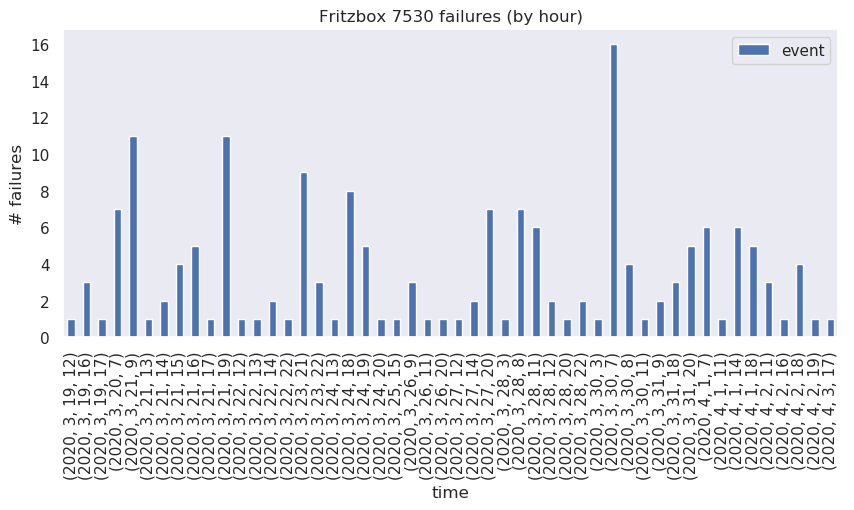 Fritzbox 7530 failures (by hour)
event
# failures
16
14
12
10
8
6
4
2
0
(2020, 3, 19, 12)
(2020, 3, 19, 16)
(2020, 3, 19, 17)
(2020, 3, 20, 7)
(2020, 3, 21, 9)
(2020, 3, 21, 13)
(2020, 3, 21, 14)
(2020, 3, 21, 15)
(2020, 3, 21, 16)
(2020, 3, 21, 17)
(2020, 3, 21, 19)
(2020, 3, 22, 12)
(2020, 3, 22, 13)
(2020, 3, 22, 14)
(2020, 3, 22, 22)
(2020, 3, 23, 21)
(2020, 3, 23, 22)
(2020, 3, 24, 13)
(2020, 3, 24, 18)
(2020, 3, 24, 19)
(2020, 3, 24, 20)
(2020, 3, 25, 15)
(2020, 3, 26, 9)
(2020, 3, 26, 11)
(2020, 3, 26, 20)
(2020, 3, 27, 12)
(2020, 3, 27, 14)
(2020, 3, 27, 20)
(2020, 3, 28, 3)
(2020, 3, 28, 8)
(2020, 3, 28, 11)
(2020, 3, 28, 12)
(2020, 3, 28, 20)
(2020, 3, 28, 22)
(2020, 3, 30, 3)
(2020, 3, 30, 7)
(2020, 3, 30, 8)
(2020, 3, 30, 11)
(2020, 3, 31, 9)
(2020, 3, 31, 18)
(2020, 3, 31, 20)
(2020, 4, 1, 7)
(2020, 4, 1, 11)
(2020, 4, 1, 14)
(2020, 4, 1, 18)
(2020, 4, 2, 11)
(2020, 4, 2, 16)
(2020, 4, 2, 18)
(2020, 4, 2, 19)
(2020, 4, 3, 17)
time